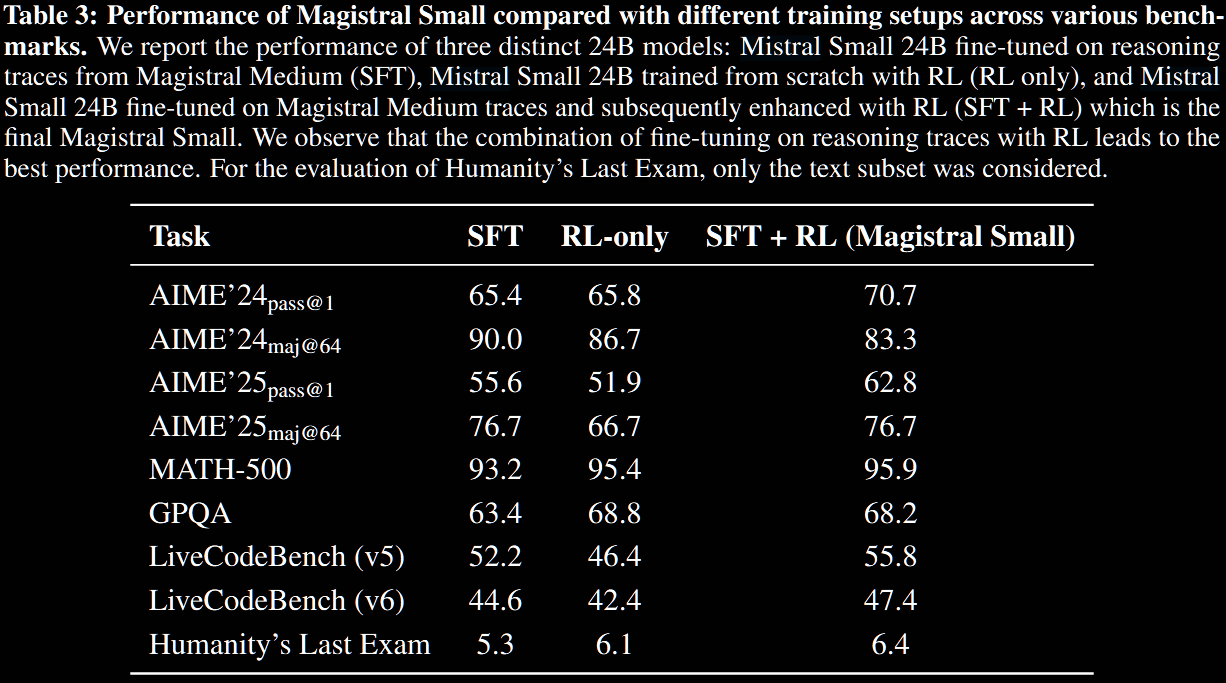 Table 3: Performance of Magistral Small compared with different training setups across various bench-
marks. We report the performance of three distinct 24B models: Mistral Small 24B fine-tuned on reasoning
traces from Magistral Medium (SFT), Mistral Small 24B trained from scratch with RL (RL only), and Mistral
Small 24B fine-tuned on Magistral Medium traces and subsequently enhanced with RL (SFT + RL) which is the
final Magistral Small. We observe that the combination of fine-tuning on reasoning traces with RL leads to the
best performance. For the evaluation of Humanity’s Last Exam, only the text subset was considered.
Task SFT RL-only SFT + RL (Magistral Small)
AIME’24pass@1 65.4 65.8 70.7
AIME’24maj@64 90.0 86.7 83.3
AIME’25pass@1 55.6 51.9 62.8
AIME’25maj@64 76.7 66.7 76.7
MATH-500 93.2 95.4 95.9
GPQA 63.4 68.8 68.2
LiveCodeBench (v5) 52.2 46.4 55.8
LiveCodeBench (v6) 44.6 42.4 47.4
Humanity’s Last Exam 5.3 6.1 6.4